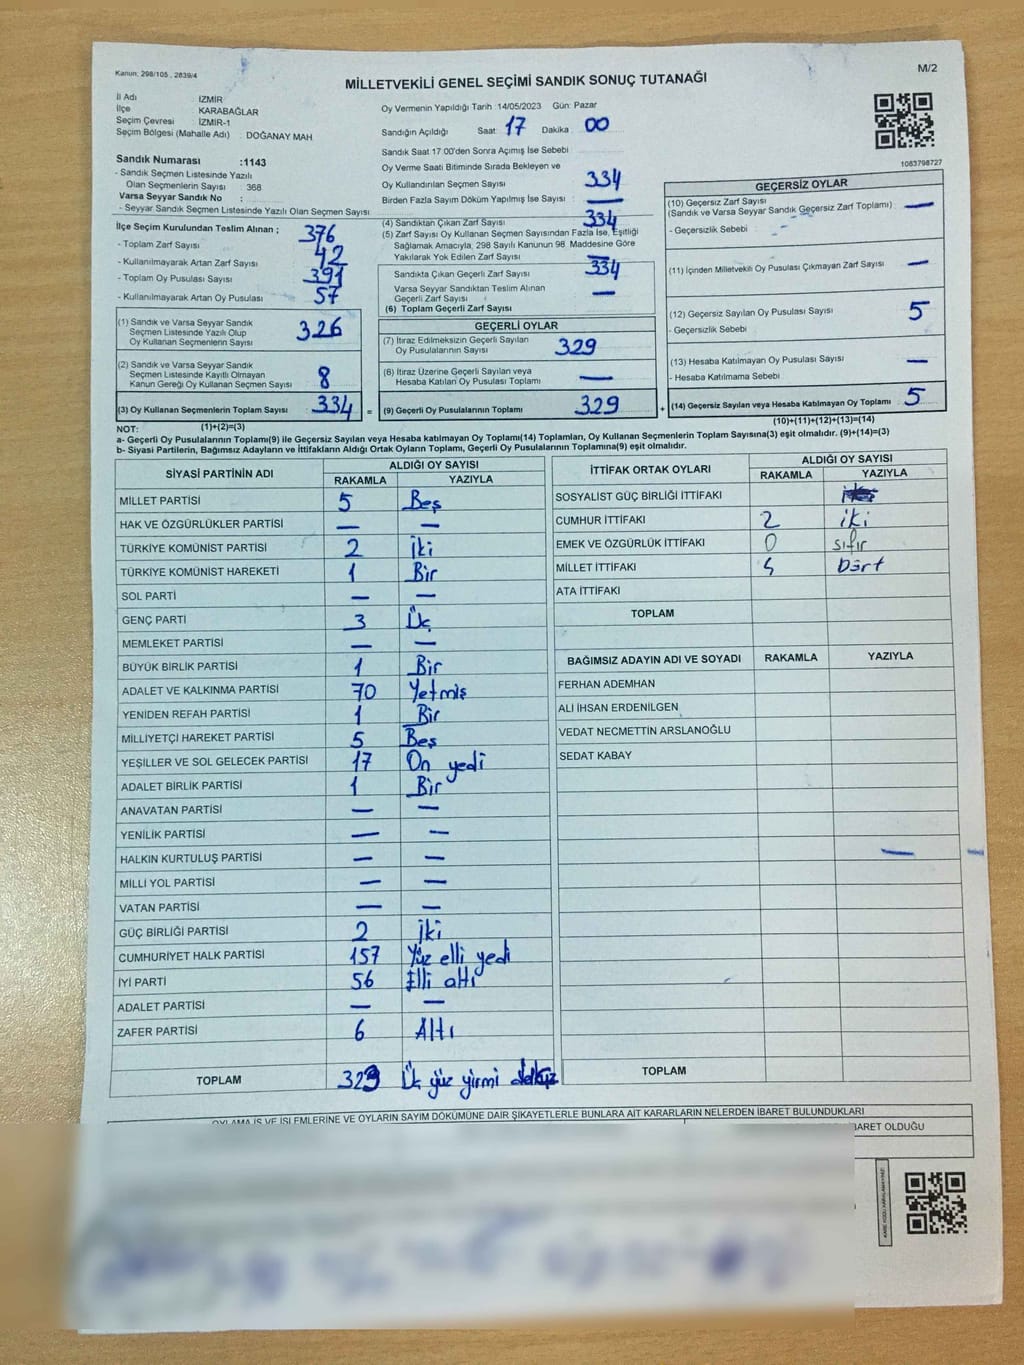 Kanun: 298/105 , 2839/4
M/2
MİLLETVEKİLİ GENEL SEÇİMİ SANDIK SONUÇ TUTANAĞI
İl Adı : İZMİR
İlçe : KARABAĞLAR
Seçim Çevresi : İZMİR-1
Seçim Bölgesi (Mahalle Adı) : DOĞANAY MAH
Sandık Numarası :1143
- Sandık Seçmen Listesinde Yazılı
Olan Seçmenlerin Sayısı : 368
Varsa Seyyar Sandık No :
- Seyyar Sandık Seçmen Listesinde Yazılı Olan Seçmen Sayısı
İlçe Seçim Kurulundan Teslim Alınan ;
- Toplam Zarf Sayısı 376
- Kullanılmayarak Artan Zarf Sayısı 42
- Toplam Oy Pusulası Sayısı 391
- Kullanılmayarak Artan Oy Pusulası 57
(1) Sandık ve Varsa Seyyar Sandık
Seçmen Listesinde Yazılı Olup
Oy Kullanan Seçmenlerin Sayısı 326
(2) Sandık ve Varsa Seyyar Sandık
Seçmen Listesinde Kayıtlı Olmayan
Kanun Gereği Oy Kullanan Seçmen Sayısı 8
(3) Oy Kullanan Seçmenlerin Toplam Sayısı 334 =
(1)+(2)=(3)
Oy Vermenin Yapıldığı Tarih 14/05/2023 Gün: Pazar
Sandığın Açıldığı Saat 17 Dakika 00
Sandık Saat 17:00'den Sonra Açımış İse Sebebi
Oy Verme Saati Bitiminde Sırada Bekleyen ve
Oy Kullandırılan Seçmen Sayısı 334
Birden Fazla Sayım Döküm Yapılmış İse Sayısı : —
(4) Sandıktan Çıkan Zarf Sayısı 334
(5) Zarf Sayısı Oy Kullanan Seçmen Sayısından Fazla İse, Eşitliği
Sağlamak Amacıyla, 298 Sayılı Kanunun 98. Maddesine Göre
Yakılarak Yok Edilen Zarf Sayısı —
Sandıkta Çıkan Geçerli Zarf Sayısı 334
Varsa Seyyar Sandıktan Teslim Alınan
Geçerli Zarf Sayısı —
(6) Toplam Geçerli Zarf Sayısı
GEÇERLİ OYLAR
(7) İtiraz Edilmeksizin Geçerli Sayılan
Oy Pusulalarının Sayısı 329
(8) İtiraz Üzerine Geçerli Sayılan veya
Hesaba Katılan Oy Pusulası Toplamı —
(9) Geçerli Oy Pusulalarının Toplamı 329 +
1083798727
GEÇERSİZ OYLAR
(10) Geçersiz Zarf Sayısı —
(Sandık ve Varsa Seyyar Sandık Geçersiz Zarf Toplamı)
- Geçersizlik Sebebi
(11) İçinden Milletvekili Oy Pusulası Çıkmayan Zarf Sayısı —
(12) Geçersiz Sayılan Oy Pusulası Sayısı 5
- Geçersizlik Sebebi
(13) Hesaba Katılmayan Oy Pusulası Sayısı —
- Hesaba Katılmama Sebebi
(14) Geçersiz Sayılan veya Hesaba Katılmayan Oy Toplamı 5
(10)+(11)+(12)+(13)=(14)
NOT:
a- Geçerli Oy Pusulalarının Toplamı(9) ile Geçersiz Sayılan veya Hesaba katılmayan Oy Toplamı(14) Toplamları, Oy Kullanan Seçmenlerin Toplam Sayısına(3) eşit olmalıdır. (9)+(14)=(3)
b- Siyasi Partilerin, Bağımsız Adayların ve İttifakların Aldığı Ortak Oyların Toplamı, Geçerli Oy Pusulalarının Toplamına(9) eşit olmalıdır.
SİYASİ PARTİNİN ADI ALDIĞI OY SAYISI
RAKAMLA YAZIYLA
MİLLET PARTİSİ 5 Beş
HAK VE ÖZGÜRLÜKLER PARTİSİ — —
TÜRKİYE KOMÜNİST PARTİSİ 2 İki
TÜRKİYE KOMÜNİST HAREKETİ 1 Bir
SOL PARTİ — —
GENÇ PARTİ 3 Üç
MEMLEKET PARTİSİ — —
BÜYÜK BİRLİK PARTİSİ 1 Bir
ADALET VE KALKINMA PARTİSİ 70 Yetmiş
YENİDEN REFAH PARTİSİ 1 Bir
MİLLİYETÇİ HAREKET PARTİSİ 5 Beş
YEŞİLLER VE SOL GELECEK PARTİSİ 17 On yedi
ADALET BİRLİK PARTİSİ 1 Bir
ANAVATAN PARTİSİ — —
YENİLİK PARTİSİ — —
HALKIN KURTULUŞ PARTİSİ — —
MİLLİ YOL PARTİSİ — —
VATAN PARTİSİ — —
GÜÇ BİRLİĞİ PARTİSİ 2 İki
CUMHURİYET HALK PARTİSİ 157 Yüz elli yedi
İYİ PARTİ 56 Elli altı
ADALET PARTİSİ — —
ZAFER PARTİSİ 6 Altı
TOPLAM 329 Üç yüz yirmi dokuz
İTTİFAK ORTAK OYLARI ALDIĞI OY SAYISI
RAKAMLA YAZIYLA
SOSYALİST GÜÇ BİRLİĞİ İTTİFAKI
CUMHUR İTTİFAKI 2 iki
EMEK VE ÖZGÜRLÜK İTTİFAKI 0 sıfır
MİLLET İTTİFAKI 4 Dört
ATA İTTİFAKI
TOPLAM
BAĞIMSIZ ADAYIN ADI VE SOYADI RAKAMLA YAZIYLA
FERHAN ADEMHAN
ALİ İHSAN ERDENİLGEN
VEDAT NECMETTİN ARSLANOĞLU
SEDAT KABAY
—
TOPLAM
OYLAMA İŞ VE İŞLEMLERİNE VE OYLARIN SAYIM DÖKÜMÜNE DAİR ŞİKAYETLERLE BUNLARA AİT KARARLARIN NELERDEN İBARET BULUNDUKLARI
İBARET OLDUĞU